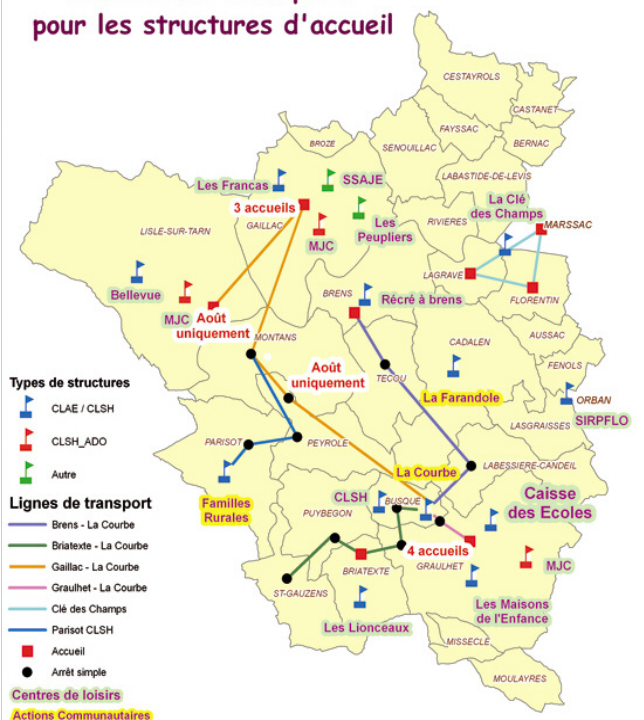 pour les structures d'accueil
CESTAYROLS
CASTANET
FAYSSAC
BERNAC
BROZE
SENOUILLAC
LABASTIDE-DE-LEVIS
Les Francas
SSAJE
3 accueils
La Clé
des Champs
MARSSAC
GAILLAC
MJC
Les
Peupliers
RIVIERES
LISLE-SUR-TARN
LAGRAVE
FLORENTIN
Bellevue
MJC
Août
uniquement
BRENS
Récré à brens
MONTANS
CADALEN
AUSSAC
FENOLS
Août
uniquement
TECOU
La Farandole
ORBAN
SIRPFLO
LASGRAISSES
Types de structures
CLAE / CLSH
CLSH_ADO
Autre
PARISOT
PEYROLE
LABESSIERE-CANDEIL
La Courbe
Familles
Rurales
CLSH
BUSQUE
Caisse
des Ecoles
PUYBEGON
4 accueils
GRAULHET
MJC
BRIATEXTE
ST-GAUZENS
Les Maisons
de l'Enfance
Les Lionceaux
MISSECLE
MOULAYRES
Lignes de transport
Brens - La Courbe
Briatexte - La Courbe
Gaillac - La Courbe
Graulhet - La Courbe
Clé des Champs
Parisot CLSH
Accueil
Arrêt simple
Centres de loisirs
Actions Communautaires